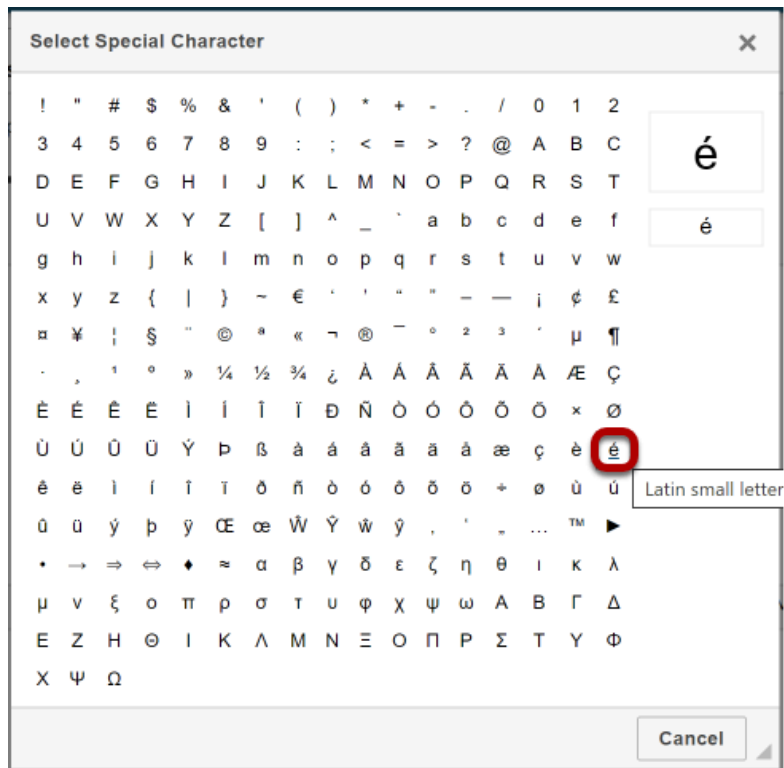 Select Special Character ×
! " # $ % & ' ( ) * + - . / 0 1 2
3 4 5 6 7 8 9 : ; < = > ? @ A B C
D E F G H I J K L M N O P Q R S T
U V W X Y Z [ ] ^ _ ` a b c d e f
g h i j k l m n o p q r s t u v w
x y z { | } ~ € ‘ ’ “ ” – — ¡ ¢ £
¤ ¥ ¦ § ¨ © ª « ¬ ® ¯ ° ² ³ ´ µ ¶
· ¸ ¹ º » ¼ ½ ¾ ¿ À Á Â Ã Ä Å Æ Ç
È É Ê Ë Ì Í Î Ï Ð Ñ Ò Ó Ô Õ Ö × Ø
Ù Ú Û Ü Ý Þ ß à á â ã ä å æ ç è é
ê ë ì í î ï ð ñ ò ó ô õ ö ÷ ø ù ú
û ü ý þ ÿ Œ œ Ŵ Ŷ ŵ ŷ ‚ ‛ „ … ™ ►
• → ⇒ ⇔ ♦ ≈ α β γ δ ε ζ η θ ι κ λ
μ ν ξ ο π ρ σ τ υ φ χ ψ ω Α Β Γ Δ
Ε Ζ Η Θ Ι Κ Λ Μ Ν Ξ Ο Π Ρ Σ Τ Υ Φ
Χ Ψ Ω
é
é
Latin small letter
Cancel